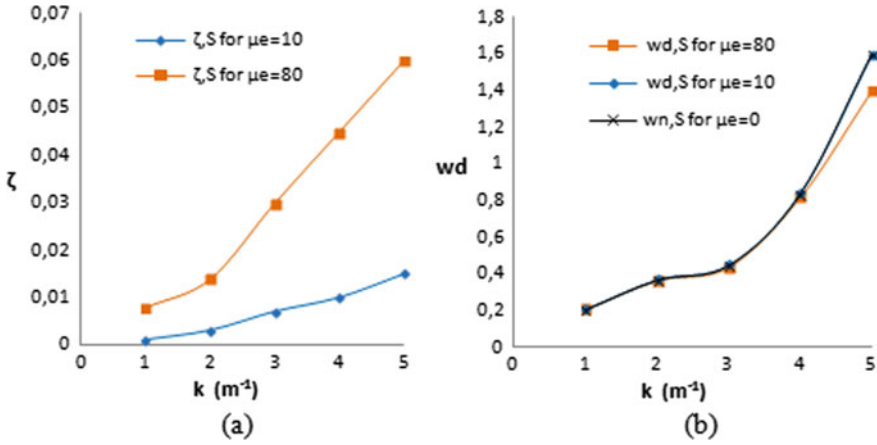 0,07
0,06
0,05
0,04
0,03
0,02
0,01
0
ζ
ζ,S for µe=10
ζ,S for µe=80
0 1 2 3 4 5
k (m⁻¹)
(a)
1,8
1,6
1,4
1,2
1
0,8
0,6
0,4
0,2
0
wd
wd,S for µe=80
wd,S for µe=10
wn,S for µe=0
0 1 2 3 4 5
k (m⁻¹)
(b)